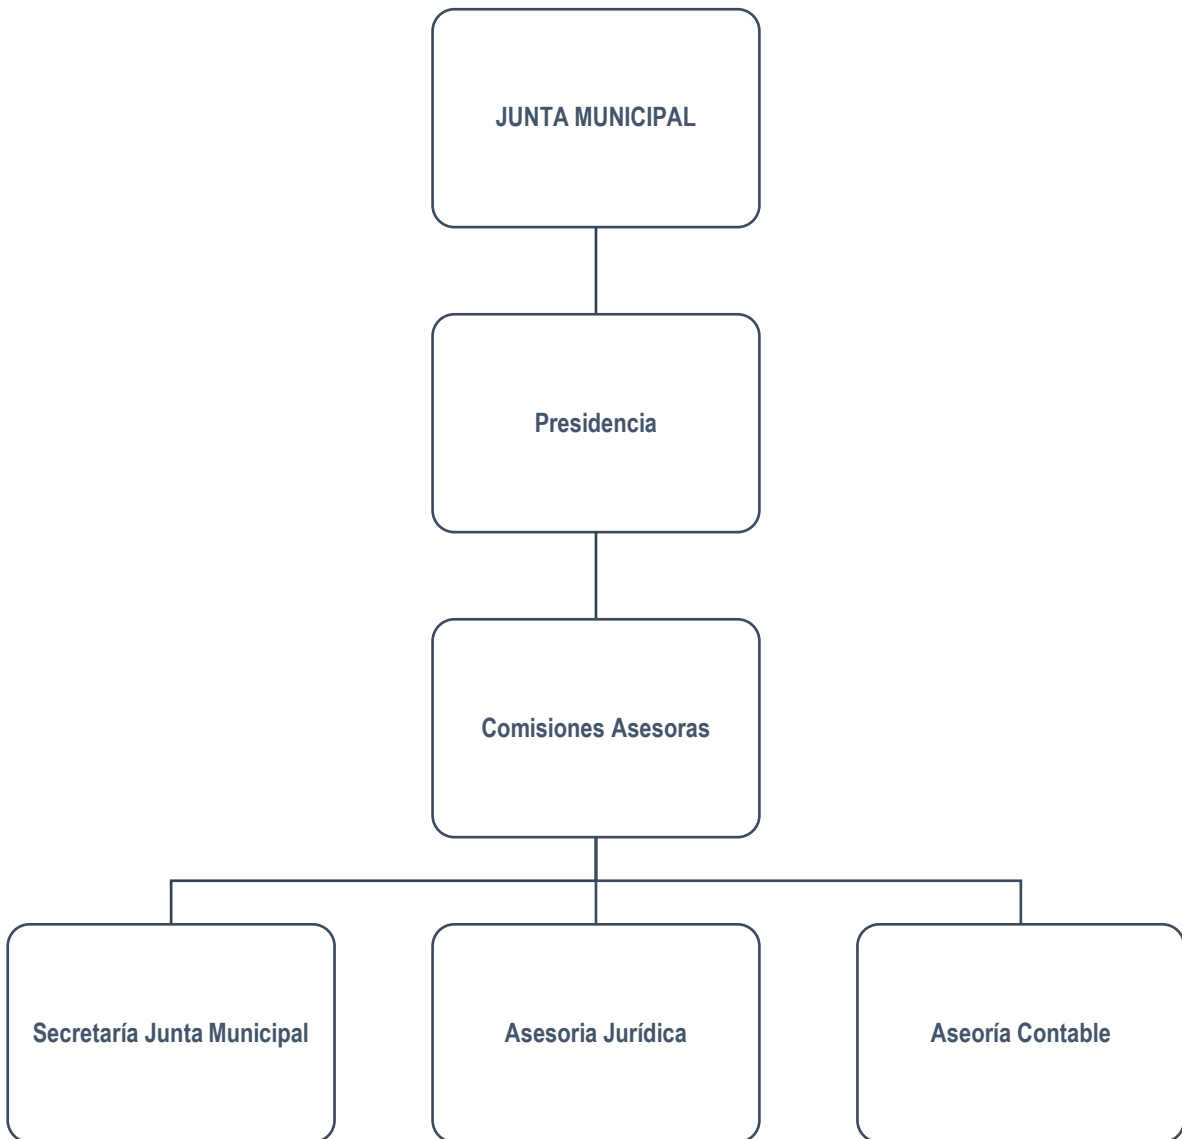 JUNTA MUNICIPAL
Presidencia
Comisiones Asesoras
Secretaría Junta Municipal
Asesoria Jurídica
Aseoría Contable